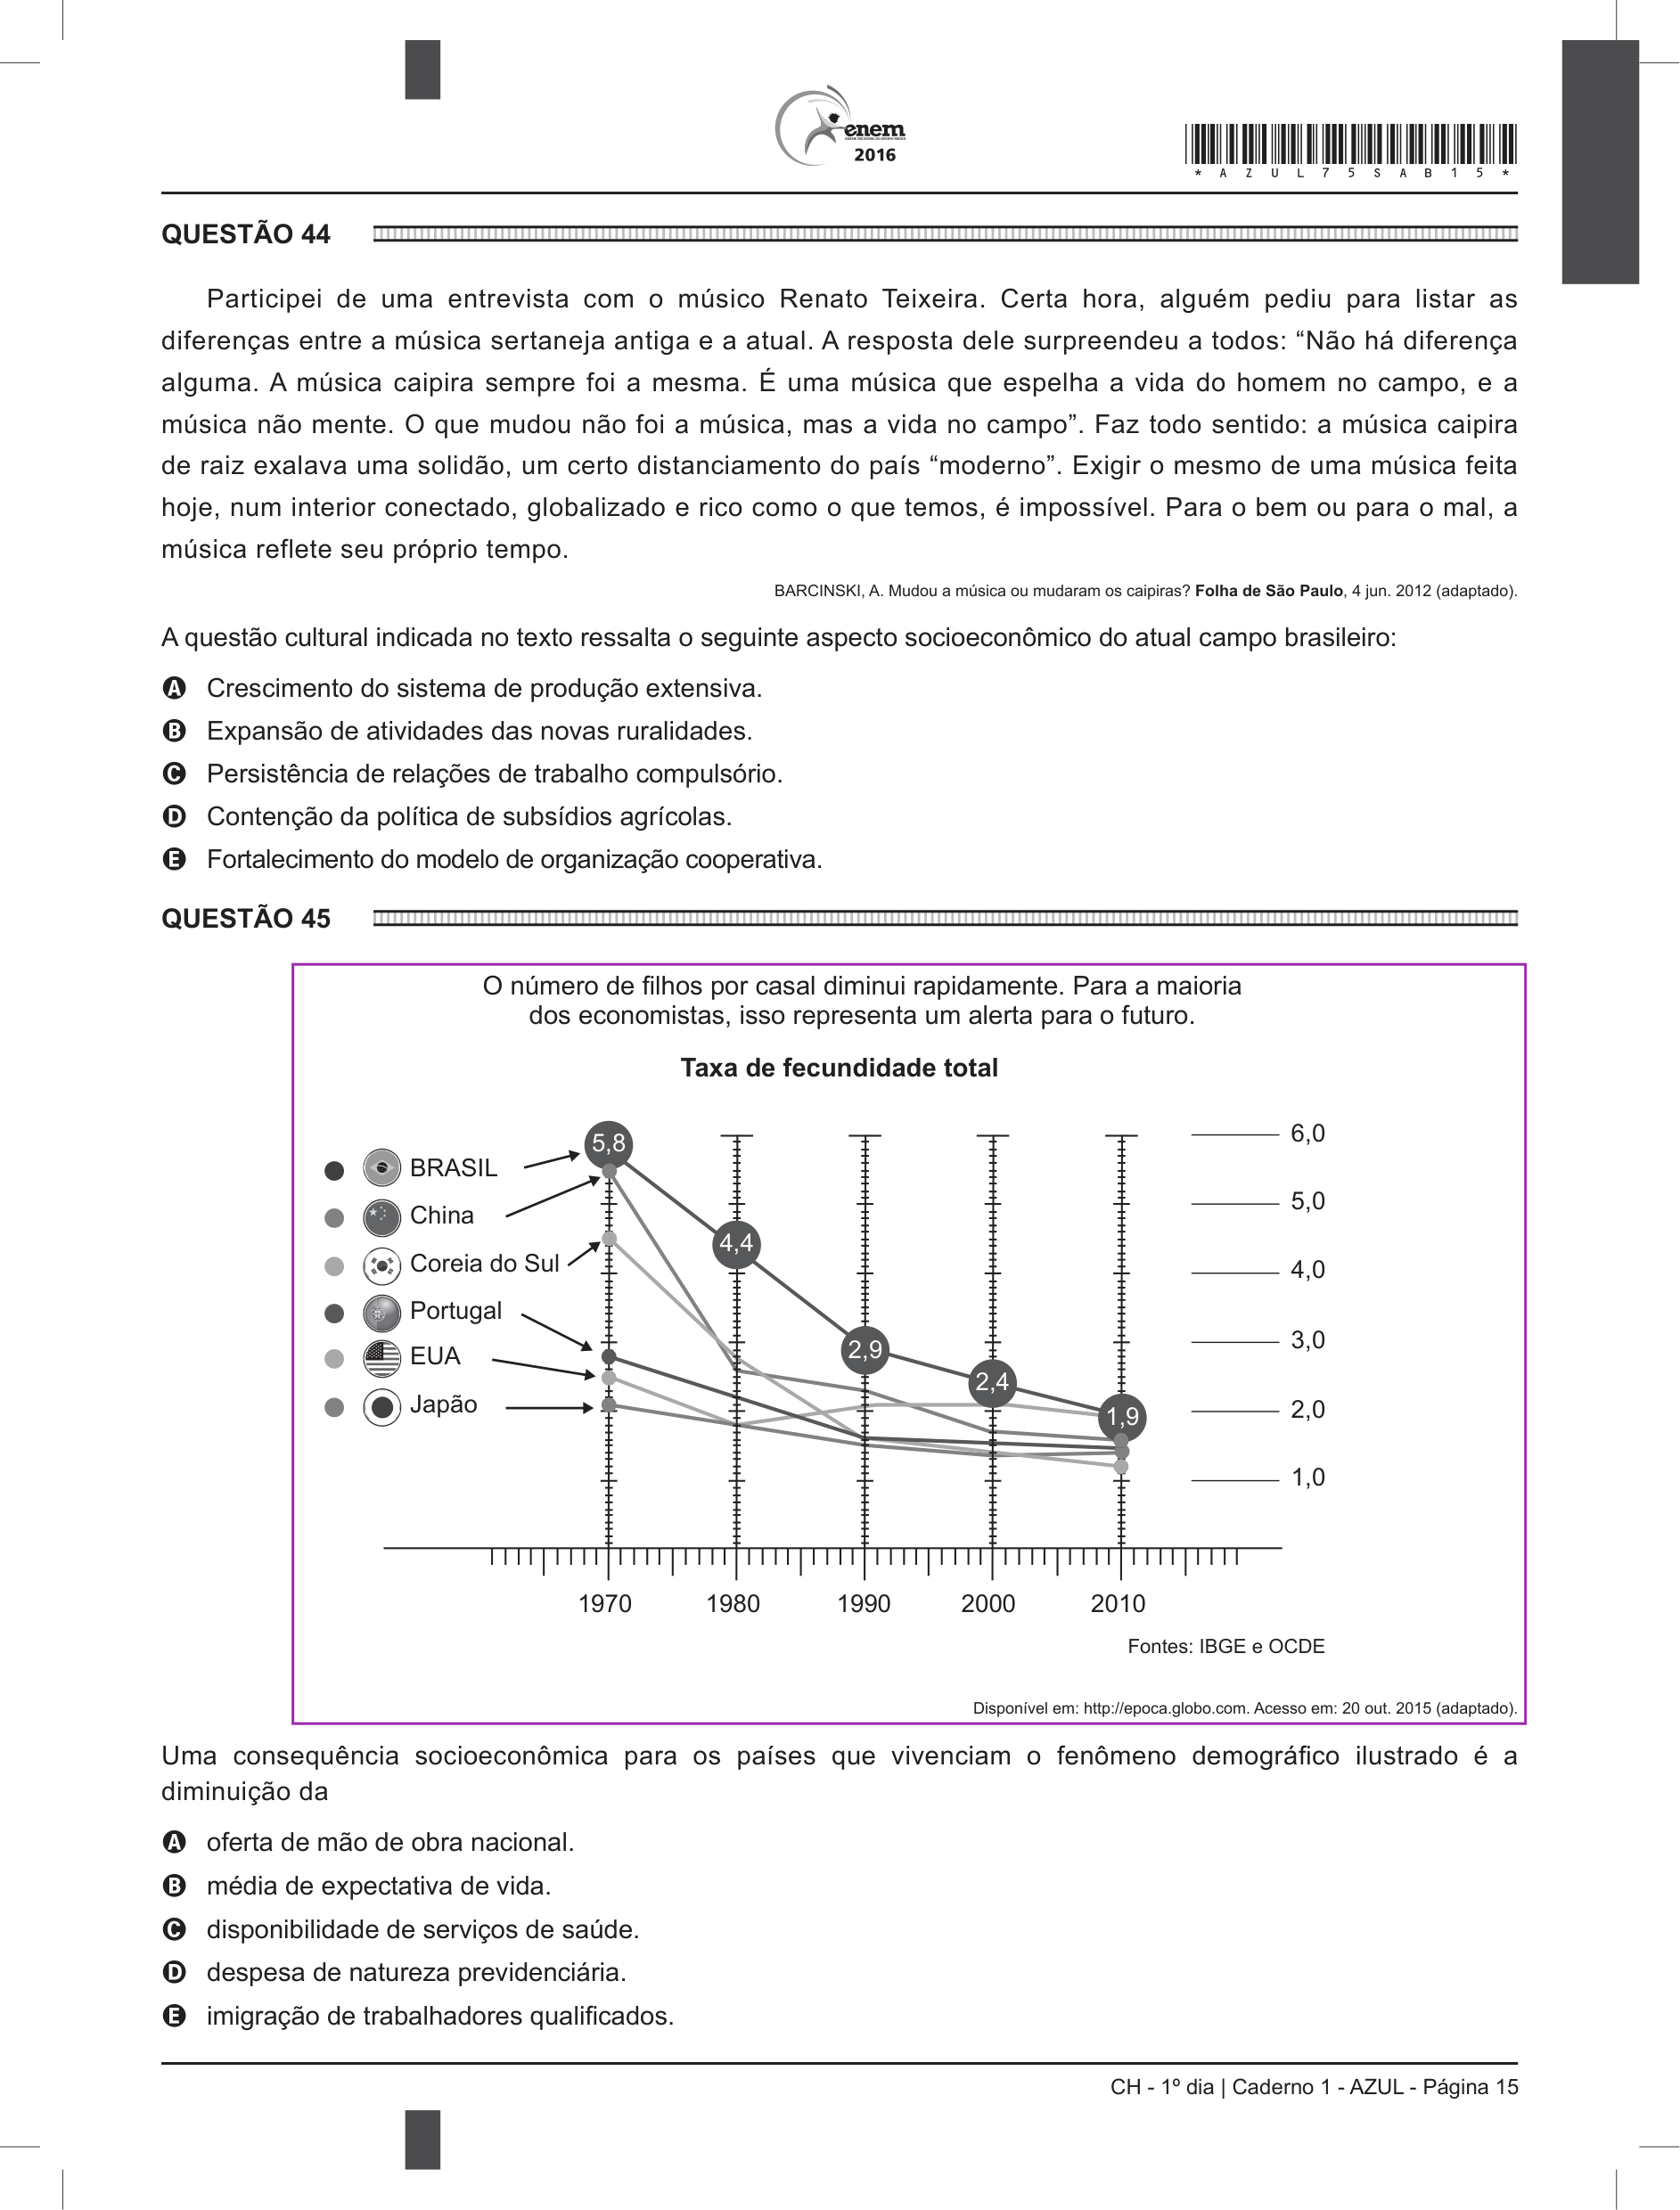 enem
2016
*AZUL75SAB15*
QUESTÃO 44
Participei de uma entrevista com o músico Renato Teixeira. Certa hora, alguém pediu para listar as
diferenças entre a música sertaneja antiga e a atual. A resposta dele surpreendeu a todos: “Não há diferença
alguma. A música caipira sempre foi a mesma. É uma música que espelha a vida do homem no campo, e a
música não mente. O que mudou não foi a música, mas a vida no campo”. Faz todo sentido: a música caipira
de raiz exalava uma solidão, um certo distanciamento do país “moderno”. Exigir o mesmo de uma música feita
hoje, num interior conectado, globalizado e rico como o que temos, é impossível. Para o bem ou para o mal, a
música reflete seu próprio tempo.
BARCINSKI, A. Mudou a música ou mudaram os caipiras? Folha de São Paulo, 4 jun. 2012 (adaptado).
A questão cultural indicada no texto ressalta o seguinte aspecto socioeconômico do atual campo brasileiro:
A Crescimento do sistema de produção extensiva.
B Expansão de atividades das novas ruralidades.
C Persistência de relações de trabalho compulsório.
D Contenção da política de subsídios agrícolas.
E Fortalecimento do modelo de organização cooperativa.
QUESTÃO 45
O número de filhos por casal diminui rapidamente. Para a maioria
dos economistas, isso representa um alerta para o futuro.
Taxa de fecundidade total
BRASIL
China
Coreia do Sul
Portugal
EUA
Japão
5,8
4,4
2,9
2,4
1,9
6,0
5,0
4,0
3,0
2,0
1,0
1970 1980 1990 2000 2010
Fontes: IBGE e OCDE
Disponível em: http://epoca.globo.com. Acesso em: 20 out. 2015 (adaptado).
Uma consequência socioeconômica para os países que vivenciam o fenômeno demográfico ilustrado é a
diminuição da
A oferta de mão de obra nacional.
B média de expectativa de vida.
C disponibilidade de serviços de saúde.
D despesa de natureza previdenciária.
E imigração de trabalhadores qualificados.
CH - 1º dia | Caderno 1 - AZUL - Página 15